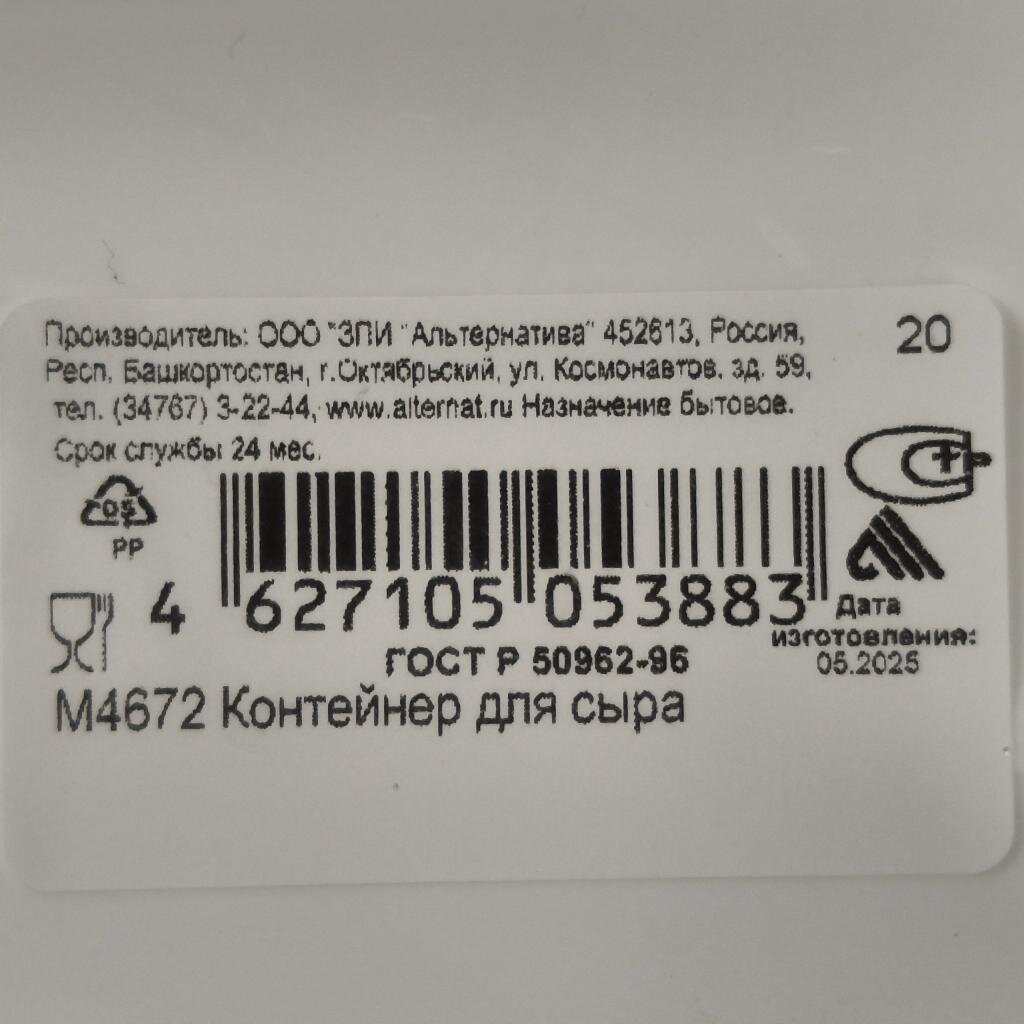 Производитель: ООО "ЗПИ "Альтернатива" 452613, Россия,
20
Респ. Башкортостан, г.Октябрьский, ул. Космонавтов, зд. 59,
тел. (34767) 3-22-44, www.alternat.ru Назначение бытовое.
Срок службы 24 мес.
05
PP
4 627105 053883
Дата
изготовления:
05.2025
ГОСТ Р 50962-96
М4672 Контейнер для сыра